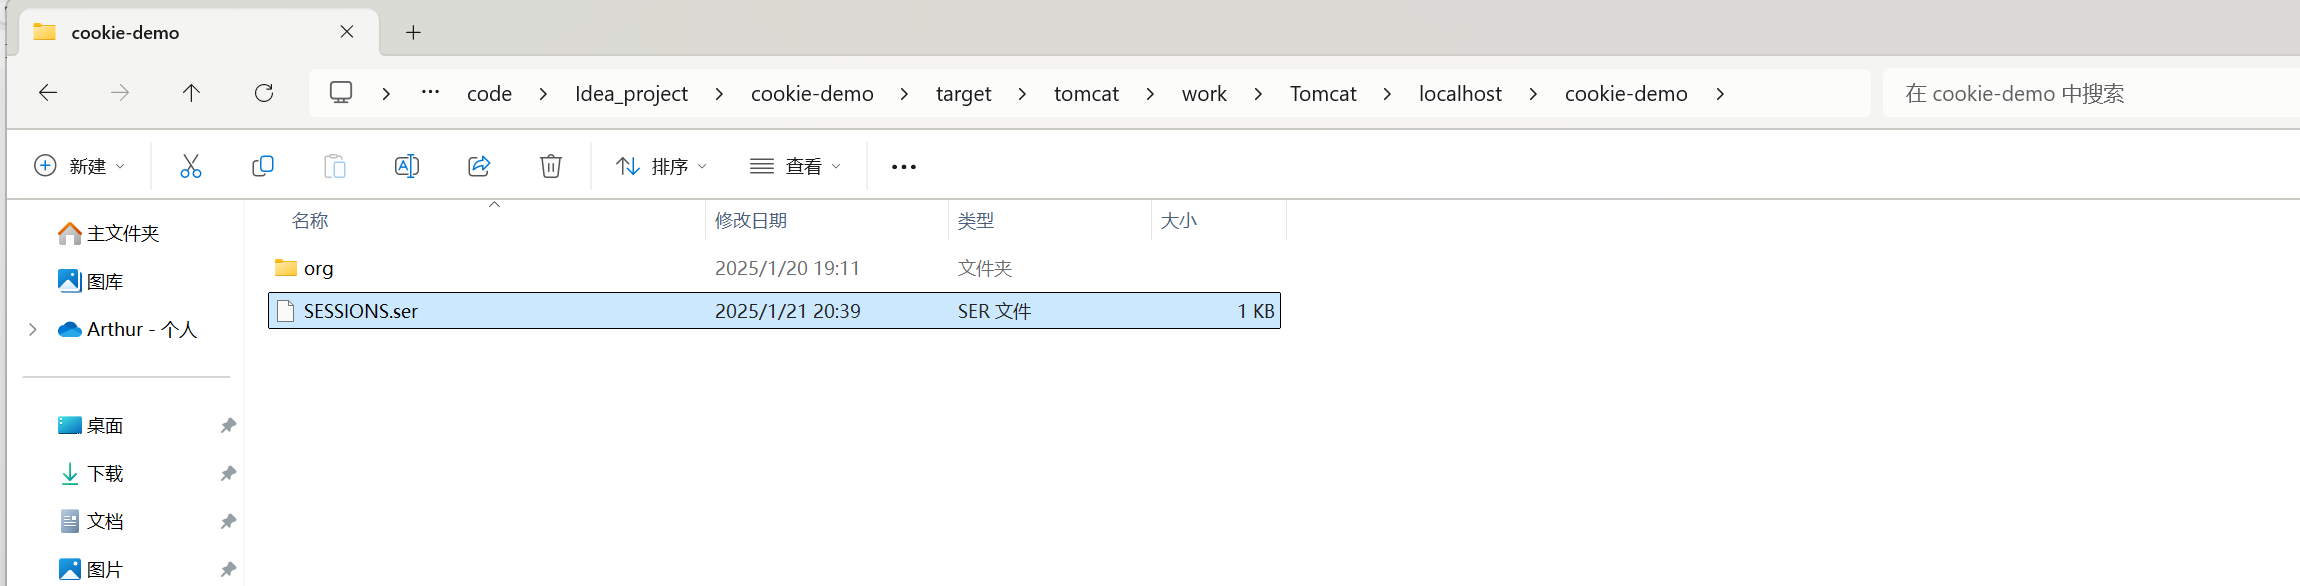 cookie-demo
… code > Idea_project > cookie-demo > target > tomcat > work > Tomcat > localhost > cookie-demo >
在 cookie-demo 中搜索
新建 排序 查看
名称 修改日期 类型 大小
org 2025/1/20 19:11 文件夹
SESSIONS.ser 2025/1/21 20:39 SER 文件 1 KB
主文件夹
图库
Arthur - 个人
桌面
下载
文档
图片